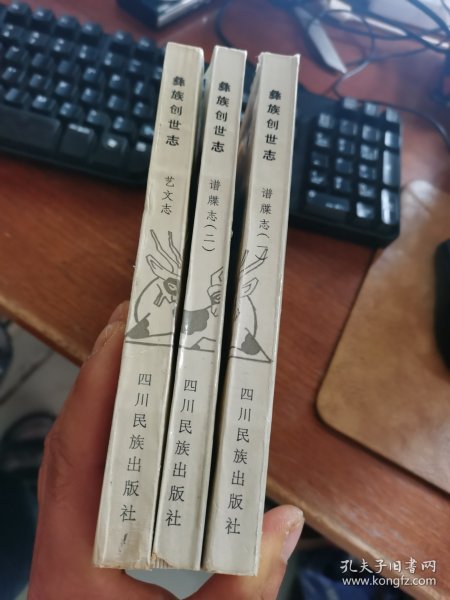 彝族创世志
艺文志
四川民族出版社
彝族创世志
谱牒志(二)
四川民族出版社
彝族创世志
谱牒志(一)
四川民族出版社
孔夫子旧书网
www.kongfz.com